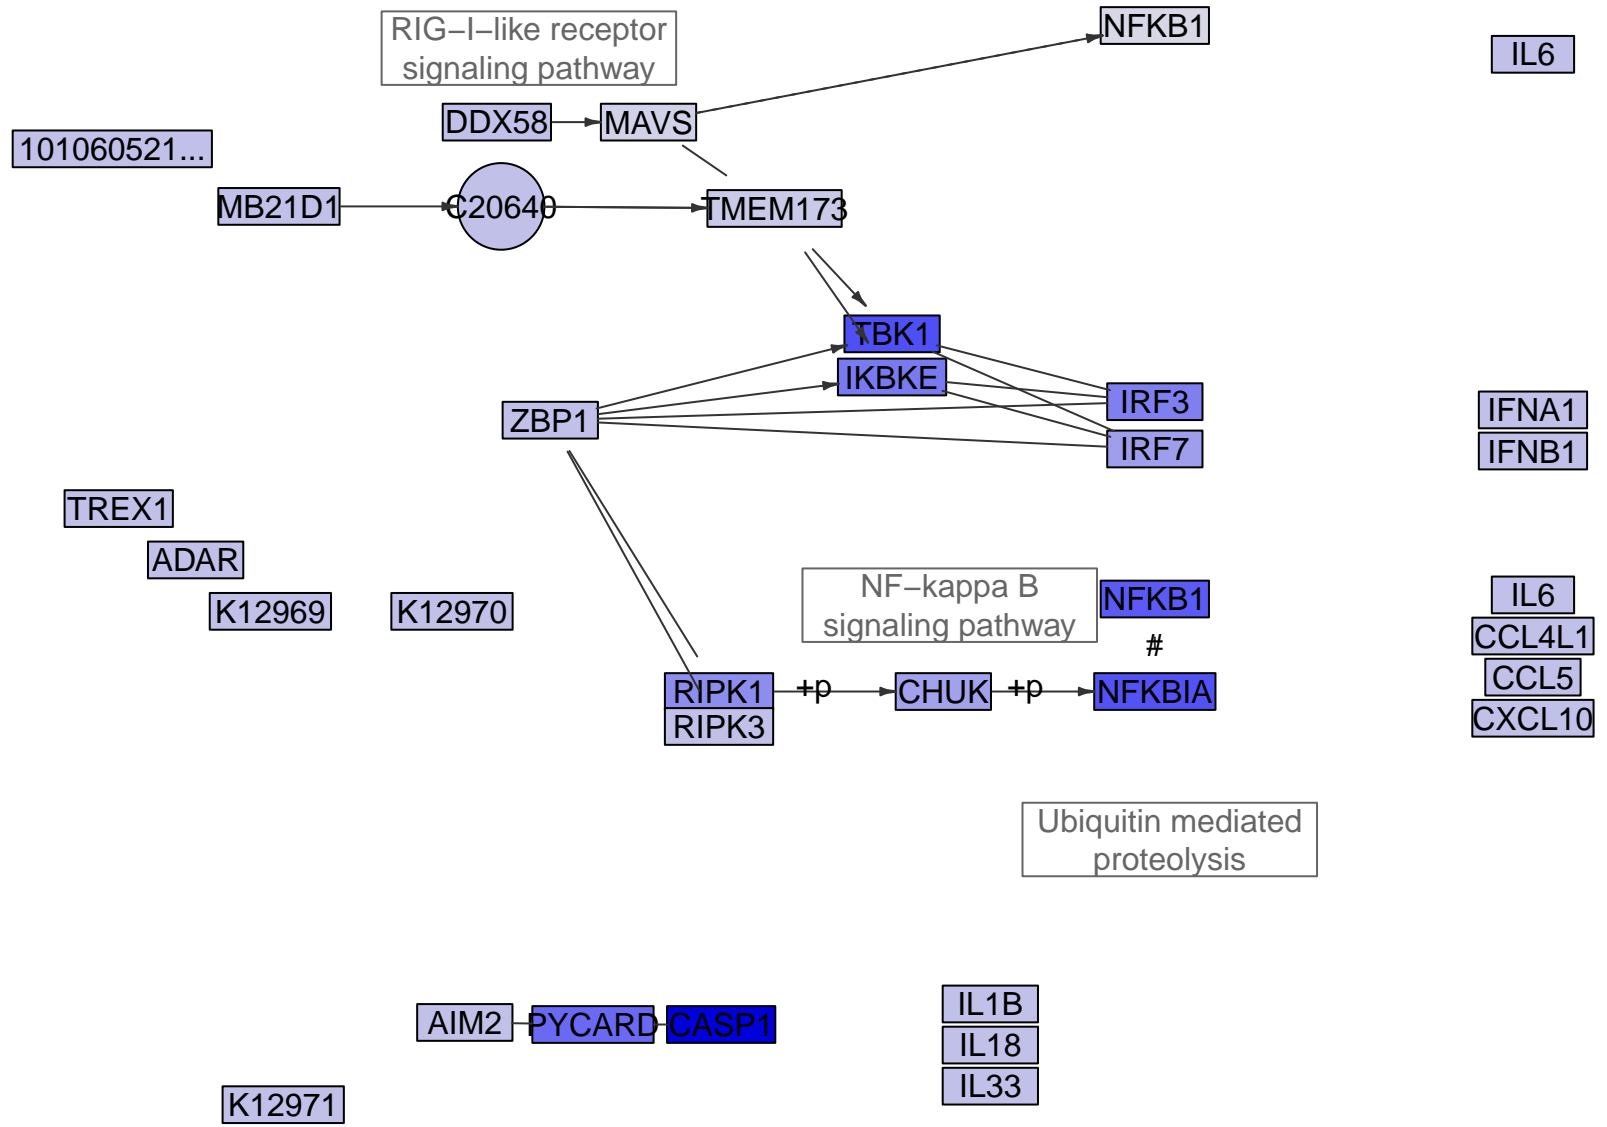 RIG−I−like receptor
signaling pathway
NFKB1
IL6
DDX58
MAVS
101060521...
MB21D1
C20640
TMEM173
TBK1
IKBKE
IRF3
ZBP1
IRF7
IFNA1
IFNB1
TREX1
ADAR
K12969
K12970
NF−kappa B
signaling pathway
NFKB1
#
IL6
CCL4L1
CCL5
CXCL10
RIPK1
+p
CHUK
+p
NFKBIA
RIPK3
Ubiquitin mediated
proteolysis
AIM2
PYCARD
CASP1
IL1B
IL18
IL33
K12971